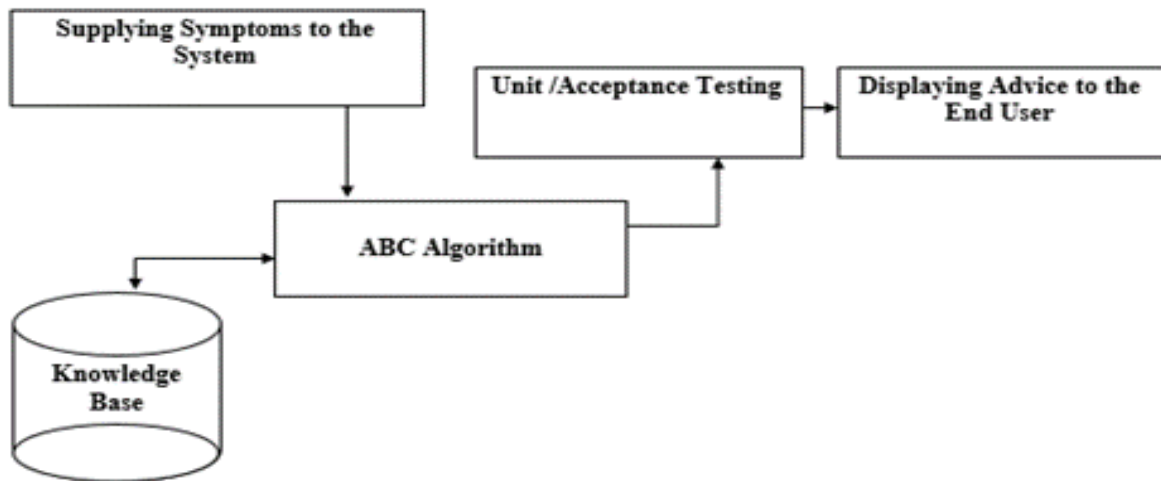 Supplying Symptoms to the
System
Unit /Acceptance Testing
Displaying Advice to the
End User
ABC Algorithm
Knowledge
Base